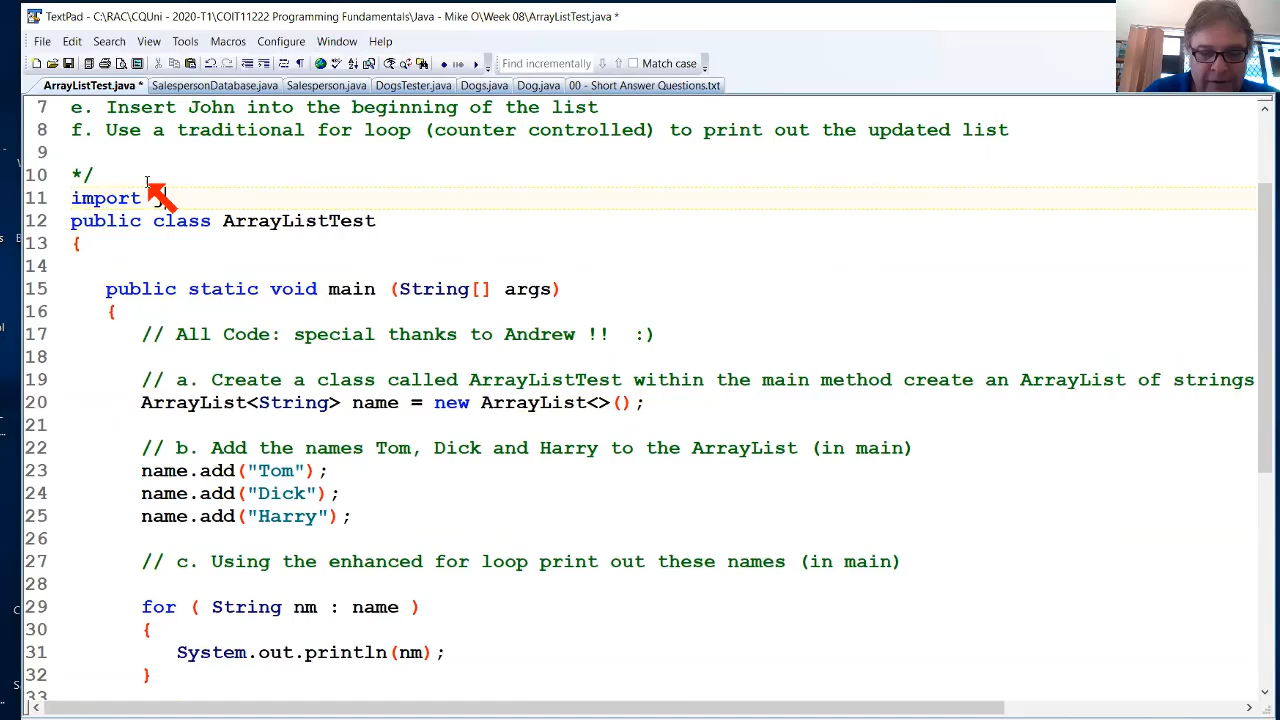 TextPad - C:\RAC\CQUni - 2020-T1\COIT11222 Programming Fundamentals\Java - Mike O\Week 08\ArrayListTest.java *
File Edit Search View Tools Macros Configure Window Help
Find incrementally Match case
ArrayListTest.java * SalespersonDatabase.java Salesperson.java DogsTester.java Dogs.java Dog.java 00 - Short Answer Questions.txt
7 e. Insert John into the beginning of the list
8 f. Use a traditional for loop (counter controlled) to print out the updated list
9
10 */
11 import j
12 public class ArrayListTest
13 {
14
15 public static void main (String[] args)
16 {
17 // All Code: special thanks to Andrew !! :)
18
19 // a. Create a class called ArrayListTest within the main method create an ArrayList of strings
20 ArrayList<String> name = new ArrayList<>();
21
22 // b. Add the names Tom, Dick and Harry to the ArrayList (in main)
23 name.add("Tom");
24 name.add("Dick");
25 name.add("Harry");
26
27 // c. Using the enhanced for loop print out these names (in main)
28
29 for ( String nm : name )
30 {
31 System.out.println(nm);
32 }
33